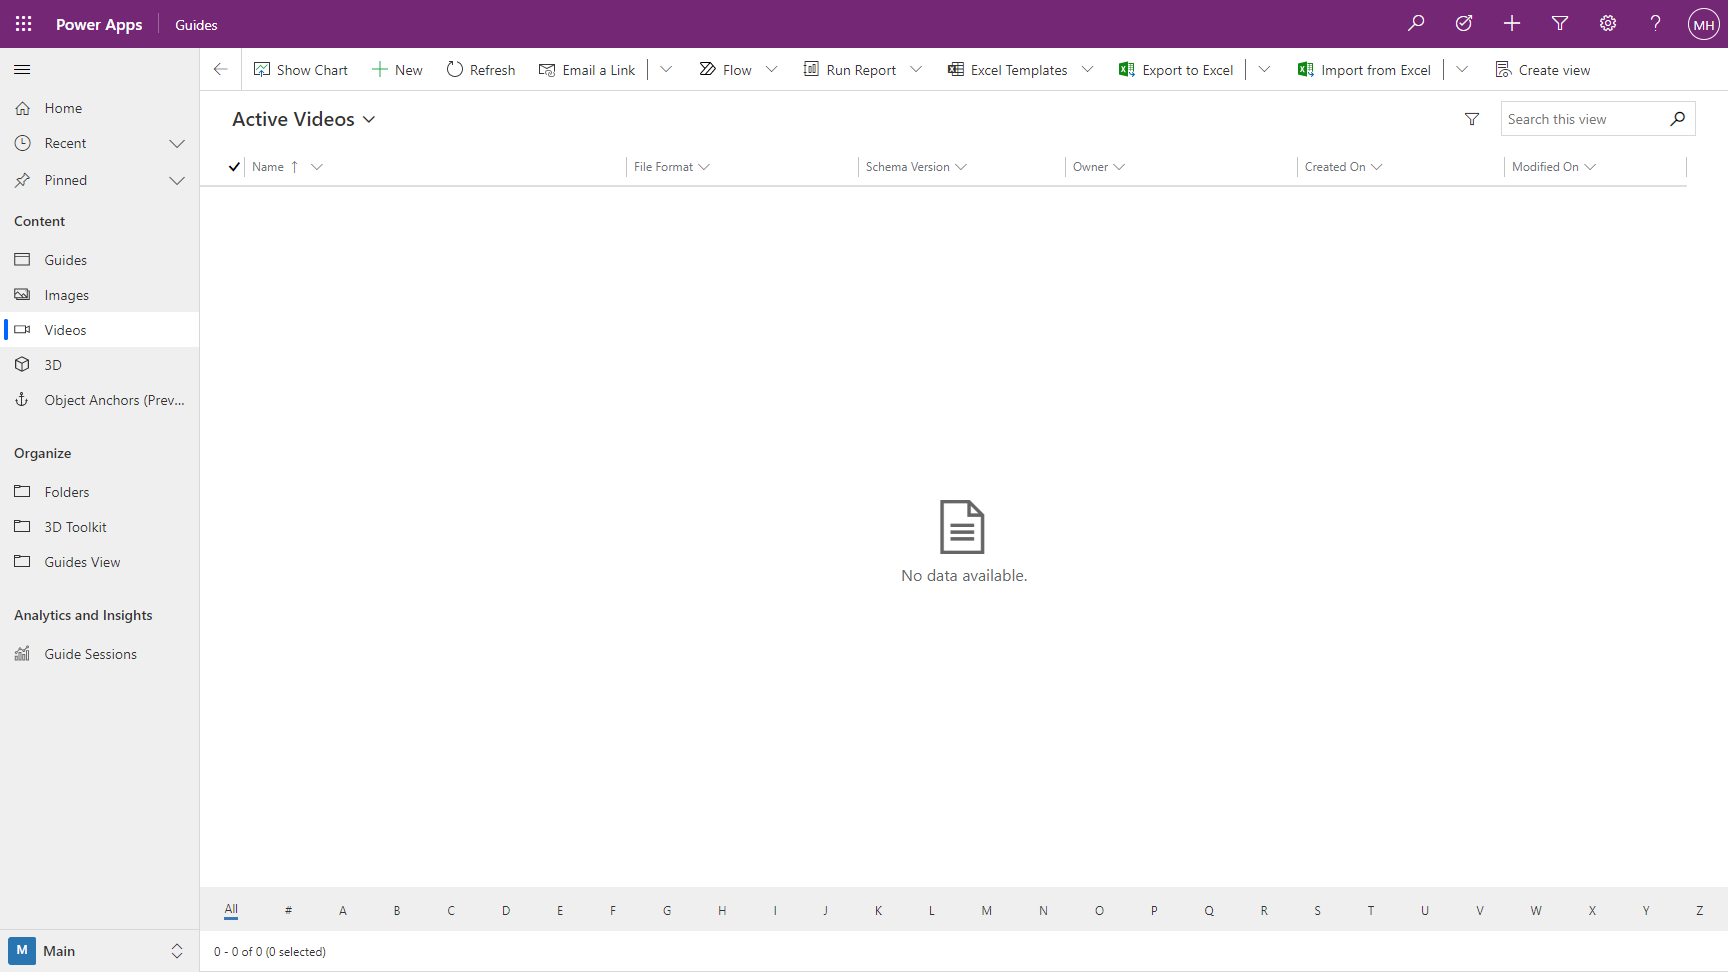 Power Apps
Guides
MH
Show Chart
New
Refresh
Email a Link
Flow
Run Report
Excel Templates
Export to Excel
Import from Excel
Create view
Home
Recent
Pinned
Content
Guides
Images
Videos
3D
Object Anchors (Prev...
Organize
Folders
3D Toolkit
Guides View
Analytics and Insights
Guide Sessions
M Main
Active Videos
Search this view
Name
File Format
Schema Version
Owner
Created On
Modified On
No data available.
All # A B C D E F G H I J K L M N O P Q R S T U V W X Y Z
0 - 0 of 0 (0 selected)